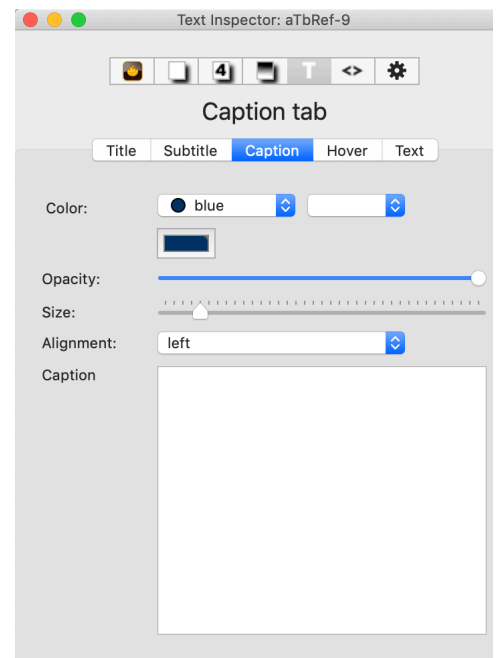 Text Inspector: aTbRef-9
4 T <>
Caption tab
Title Subtitle Caption Hover Text
Color: blue
Opacity:
Size:
Alignment: left
Caption